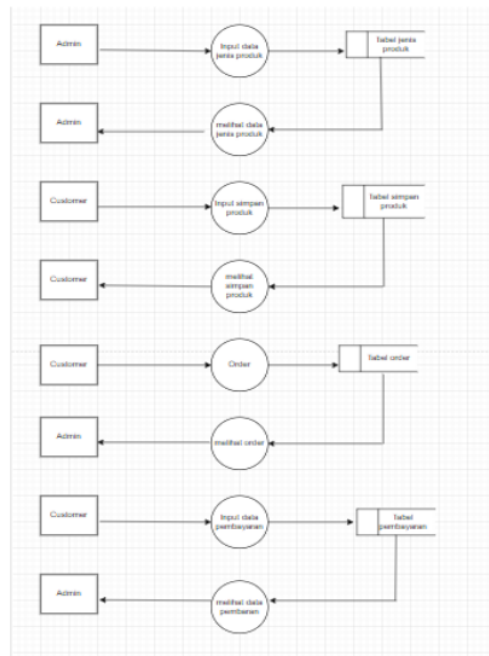 Admin
Input data
jenis produk
Tabel jenis
produk
Admin
melihat data
jenis produk
Customer
Input simpan
produk
Tabel simpan
produk
Customer
melihat
simpan
produk
Customer
Order
Tabel order
Admin
melihat order
Customer
Input data
pembayaran
Tabel
pembayaran
Admin
melihat data
pembaran